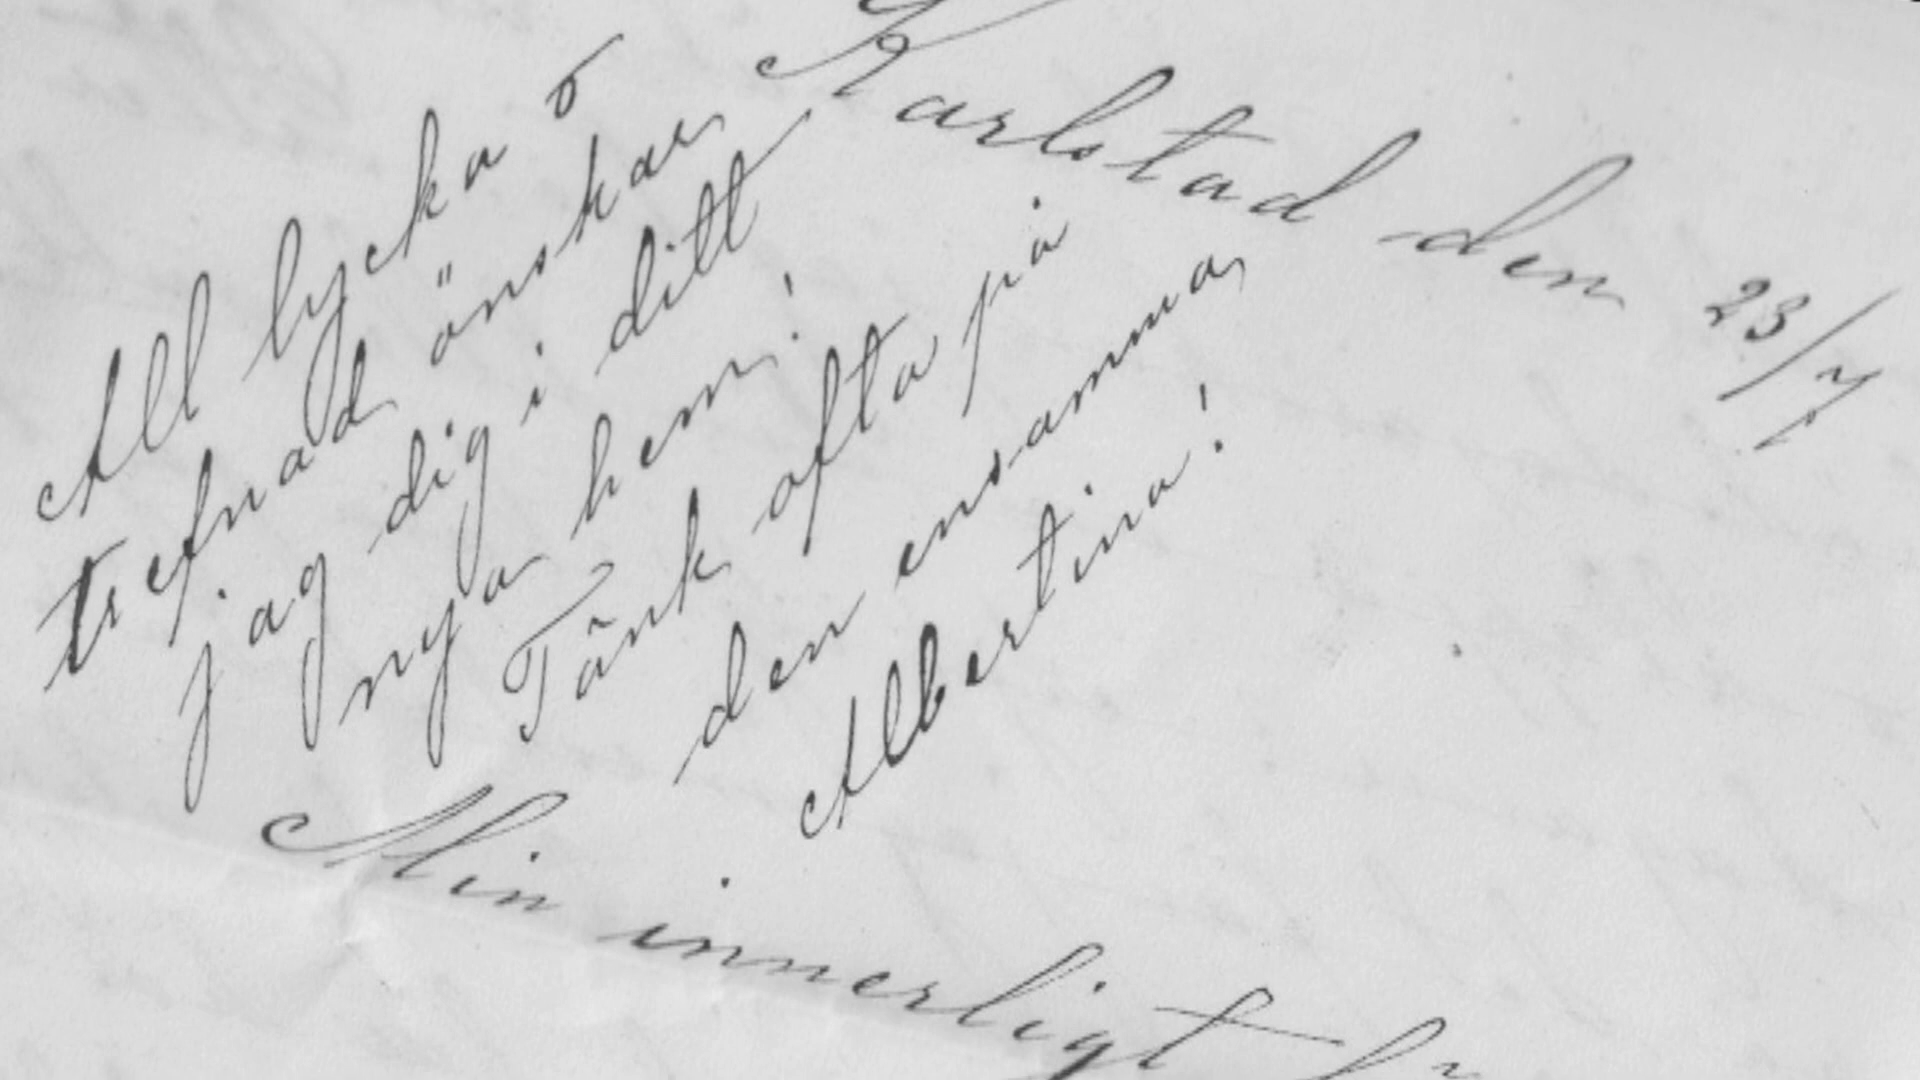 Karlstad den 23/7
All lycka o
trefnad önskar
jag dig i ditt
nya hem!
Tänk ofta på
den ensamma
Albertina!
Min innerligt